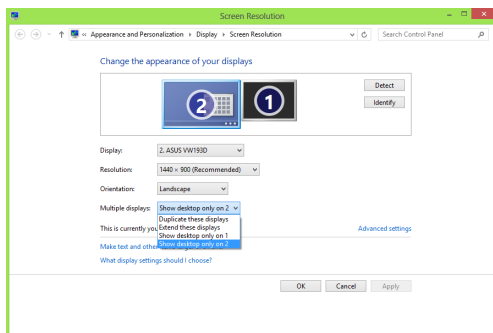 Screen Resolution
« Appearance and Personalization › Display › Screen Resolution
Search Control Panel
Change the appearance of your displays
2
1
Detect
Identify
Display: 2. ASUS VW193D
Resolution: 1440 × 900 (Recommended)
Orientation: Landscape
Multiple displays: Show desktop only on 2
Duplicate these displays
Extend these displays
Show desktop only on 1
Show desktop only on 2
This is currently you
Advanced settings
Make text and othe
What display settings should I choose?
OK Cancel Apply